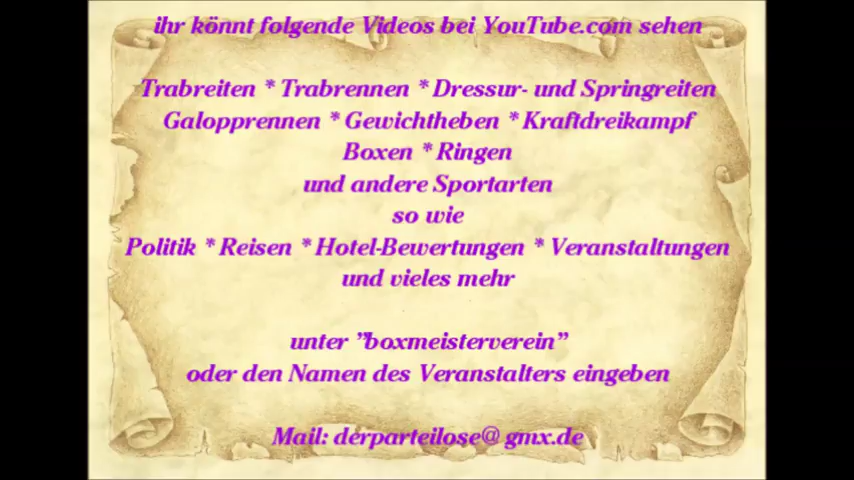 ihr könnt folgende Videos bei YouTube.com sehen
Trabreiten * Trabrennen * Dressur- und Springreiten
Galopprennen * Gewichtheben * Kraftdreikampf
Boxen * Ringen
und andere Sportarten
so wie
Politik * Reisen * Hotel-Bewertungen * Veranstaltungen
und vieles mehr
unter "boxmeisterverein"
oder den Namen des Veranstalters eingeben
Mail: derparteilose@gmx.de